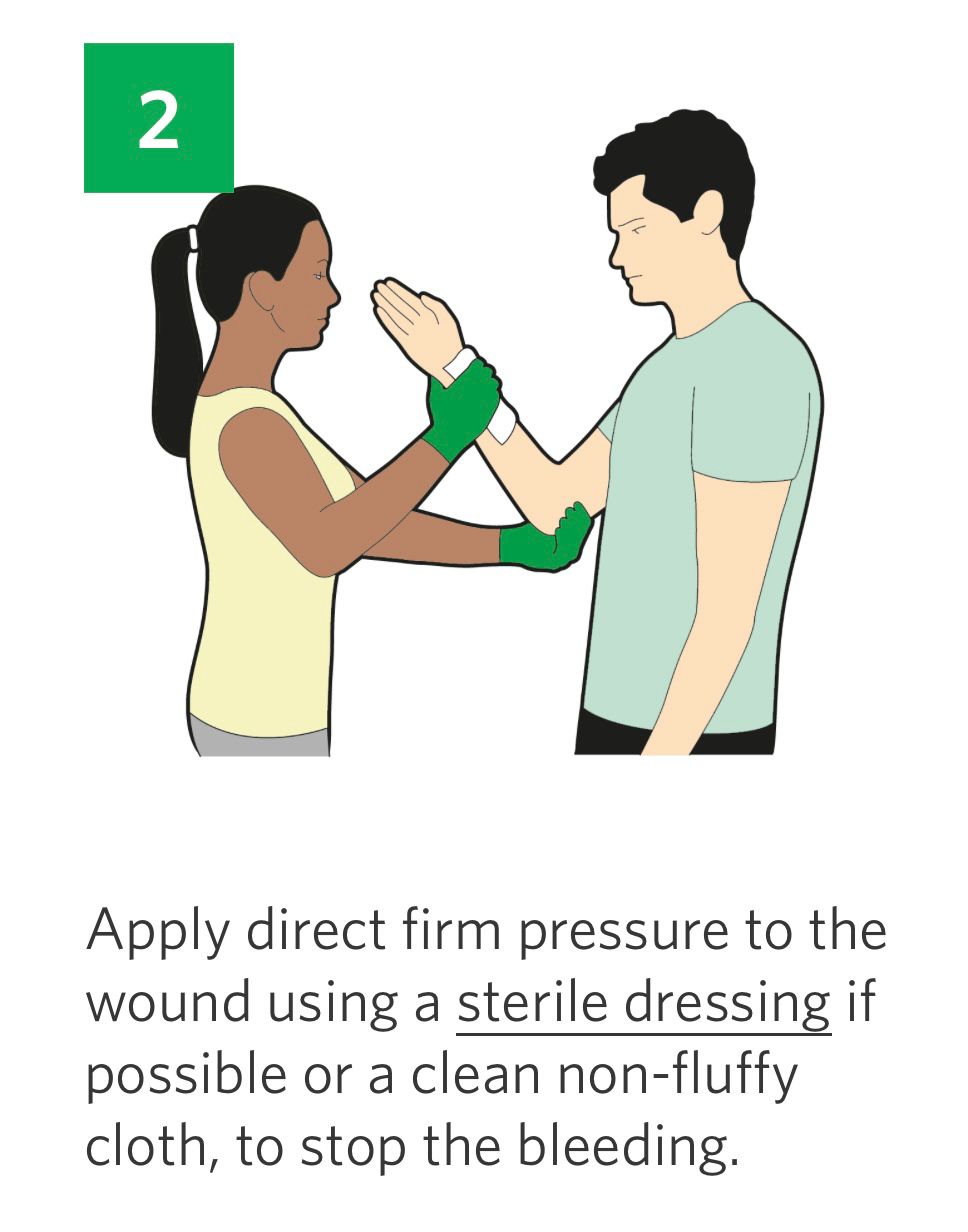 2
Apply direct firm pressure to the
wound using a sterile dressing if
possible or a clean non-fluffy
cloth, to stop the bleeding.